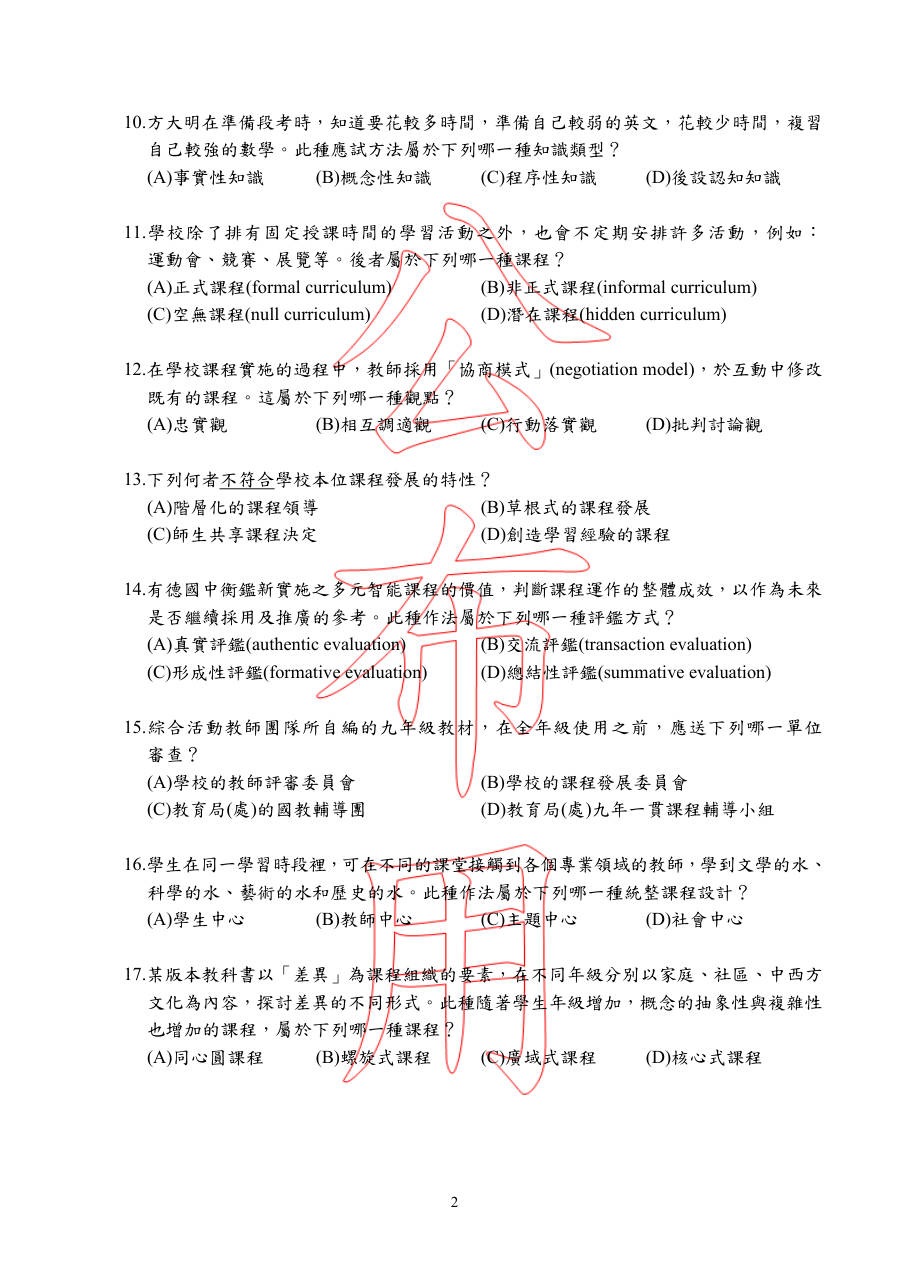 10.方大明在準備段考時，知道要花較多時間，準備自己較弱的英文，花較少時間，複習
自己較強的數學。此種應試方法屬於下列哪一種知識類型？
(A)事實性知識 (B)概念性知識 (C)程序性知識 (D)後設認知知識
11.學校除了排有固定授課時間的學習活動之外，也會不定期安排許多活動，例如：
運動會、競賽、展覽等。後者屬於下列哪一種課程？
(A)正式課程(formal curriculum) (B)非正式課程(informal curriculum)
(C)空無課程(null curriculum) (D)潛在課程(hidden curriculum)
12.在學校課程實施的過程中，教師採用「協商模式」(negotiation model)，於互動中修改
既有的課程。這屬於下列哪一種觀點？
(A)忠實觀 (B)相互調適觀 (C)行動落實觀 (D)批判討論觀
13.下列何者不符合學校本位課程發展的特性？
(A)階層化的課程領導 (B)草根式的課程發展
(C)師生共享課程決定 (D)創造學習經驗的課程
14.有德國中衡鑑新實施之多元智能課程的價值，判斷課程運作的整體成效，以作為未來
是否繼續採用及推廣的參考。此種作法屬於下列哪一種評鑑方式？
(A)真實評鑑(authentic evaluation) (B)交流評鑑(transaction evaluation)
(C)形成性評鑑(formative evaluation) (D)總結性評鑑(summative evaluation)
15.綜合活動教師團隊所自編的九年級教材，在全年級使用之前，應送下列哪一單位
審查？
(A)學校的教師評審委員會 (B)學校的課程發展委員會
(C)教育局(處)的國教輔導團 (D)教育局(處)九年一貫課程輔導小組
16.學生在同一學習時段裡，可在不同的課堂接觸到各個專業領域的教師，學到文學的水、
科學的水、藝術的水和歷史的水。此種作法屬於下列哪一種統整課程設計？
(A)學生中心 (B)教師中心 (C)主題中心 (D)社會中心
17.某版本教科書以「差異」為課程組織的要素，在不同年級分別以家庭、社區、中西方
文化為內容，探討差異的不同形式。此種隨著學生年級增加，概念的抽象性與複雜性
也增加的課程，屬於下列哪一種課程？
(A)同心圓課程 (B)螺旋式課程 (C)廣域式課程 (D)核心式課程
公布用
2